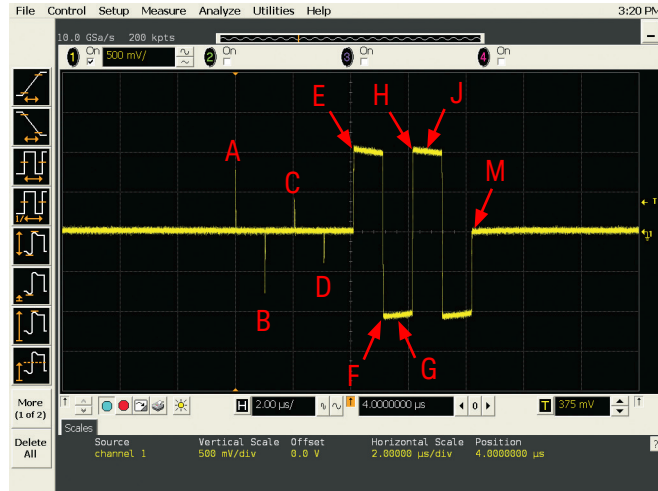 File Control Setup Measure Analyze Utilities Help 3:20 PM
10.0 GSa/s 200 kpts
1 On 500 mV/ 2 On 3 On 4 On
E H J
A
C
M
T
1
D
B
F G
1/
More
(1 of 2)
Delete
All
H 2.00 µs/ 4.0000000 µs 0 T 375 mV
Scales
Source Vertical Scale Offset Horizontal Scale Position
channel 1 500 mV/div 0.0 V 2.00000 µs/div 4.0000000 µs
?